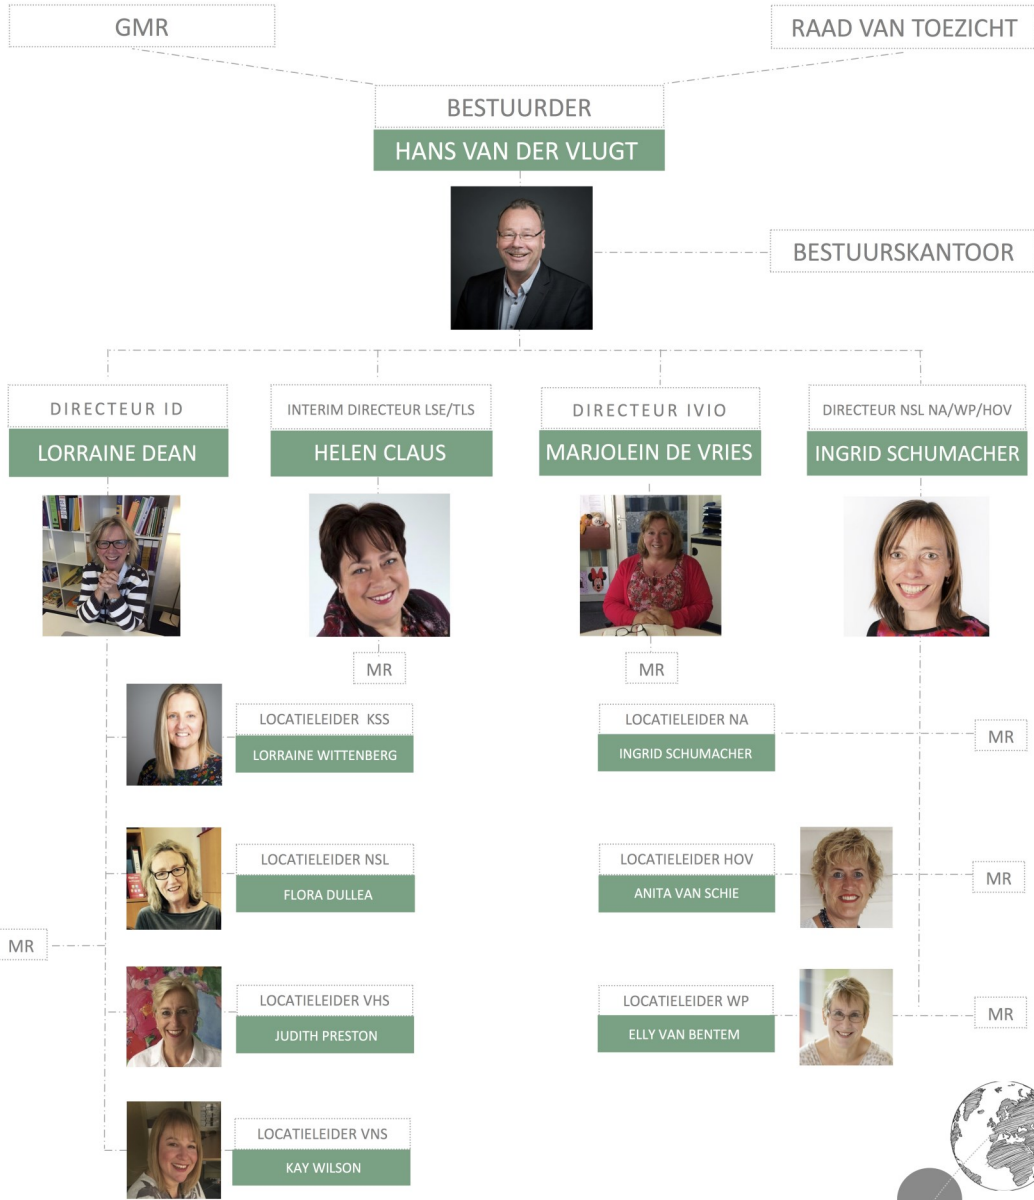 GMR
RAAD VAN TOEZICHT
BESTUURDER
HANS VAN DER VLUGT
BESTUURSKANTOOR
DIRECTEUR ID
LORRAINE DEAN
INTERIM DIRECTEUR LSE/TLS
HELEN CLAUS
DIRECTEUR IVIO
MARJOLEIN DE VRIES
DIRECTEUR NSL NA/WP/HOV
INGRID SCHUMACHER
MR
MR
LOCATIELEIDER KSS
LORRAINE WITTENBERG
LOCATIELEIDER NA
INGRID SCHUMACHER
MR
LOCATIELEIDER NSL
FLORA DULLEA
LOCATIELEIDER HOV
ANITA VAN SCHIE
MR
MR
LOCATIELEIDER VHS
JUDITH PRESTON
LOCATIELEIDER WP
ELLY VAN BENTEM
MR
LOCATIELEIDER VNS
KAY WILSON